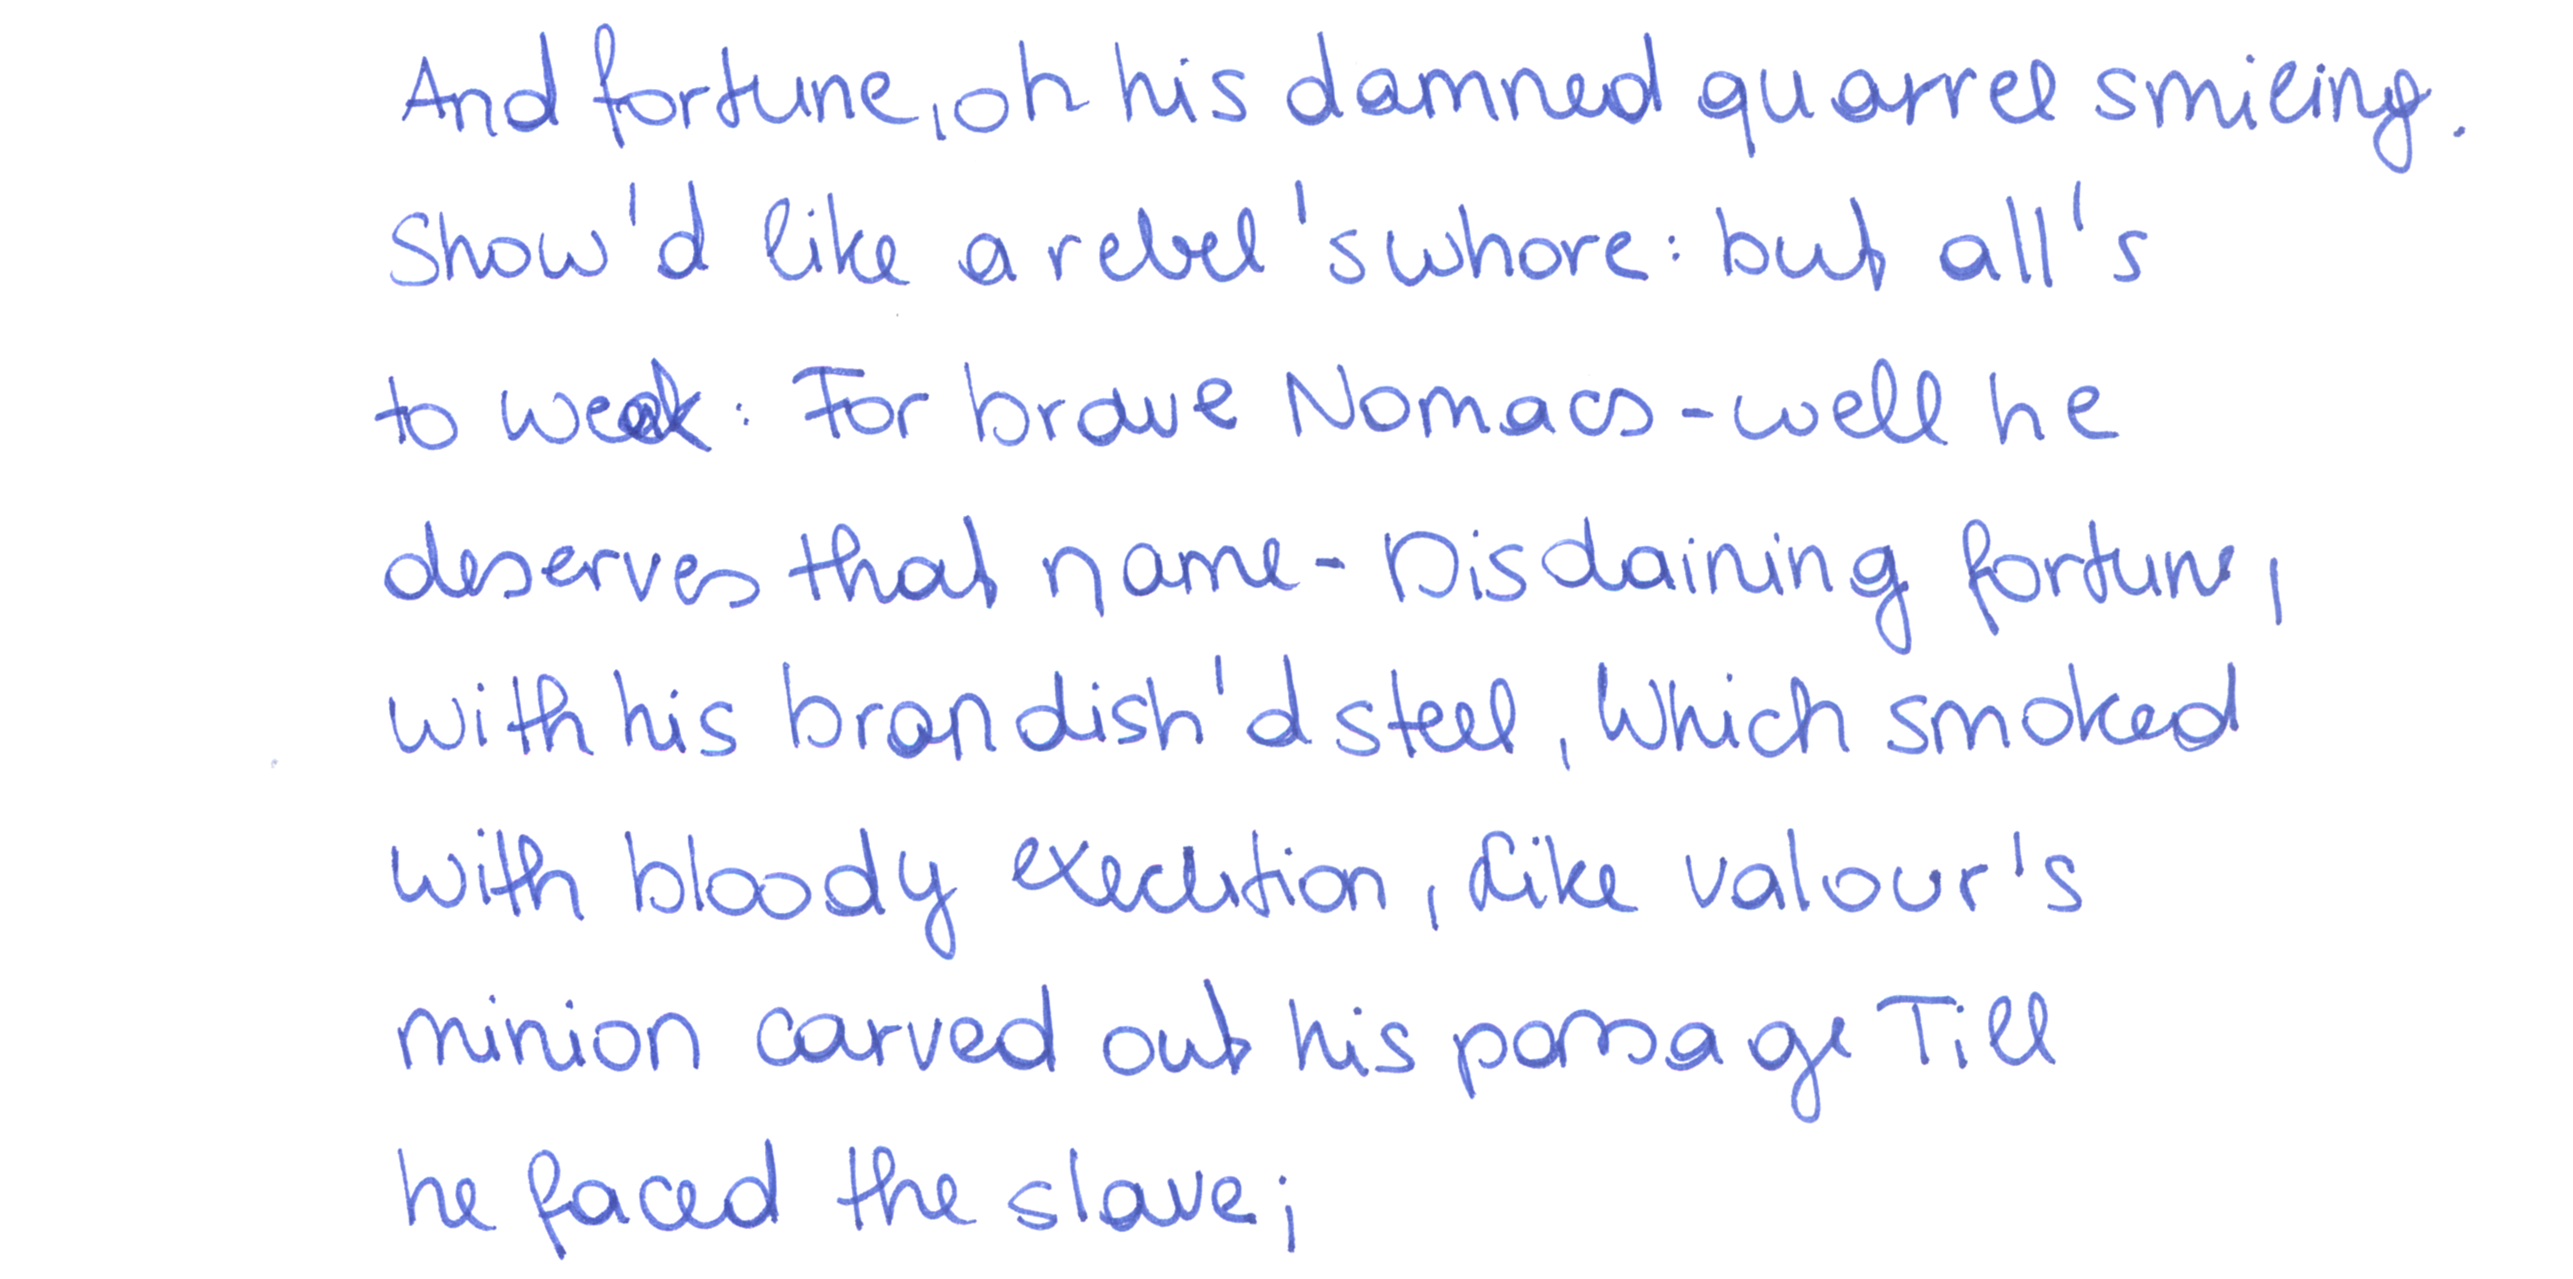 And fortune, oh his damned quarrel smiling.
Show'd like a rebel 's whore: but all's
to weak: For brave Nomacs - well he
deserves that name - Disdaining fortune,
with his brandish'd steel, Which smoked
with bloody execution, Like valour's
minion carved out his passage Till
he faced the slave;